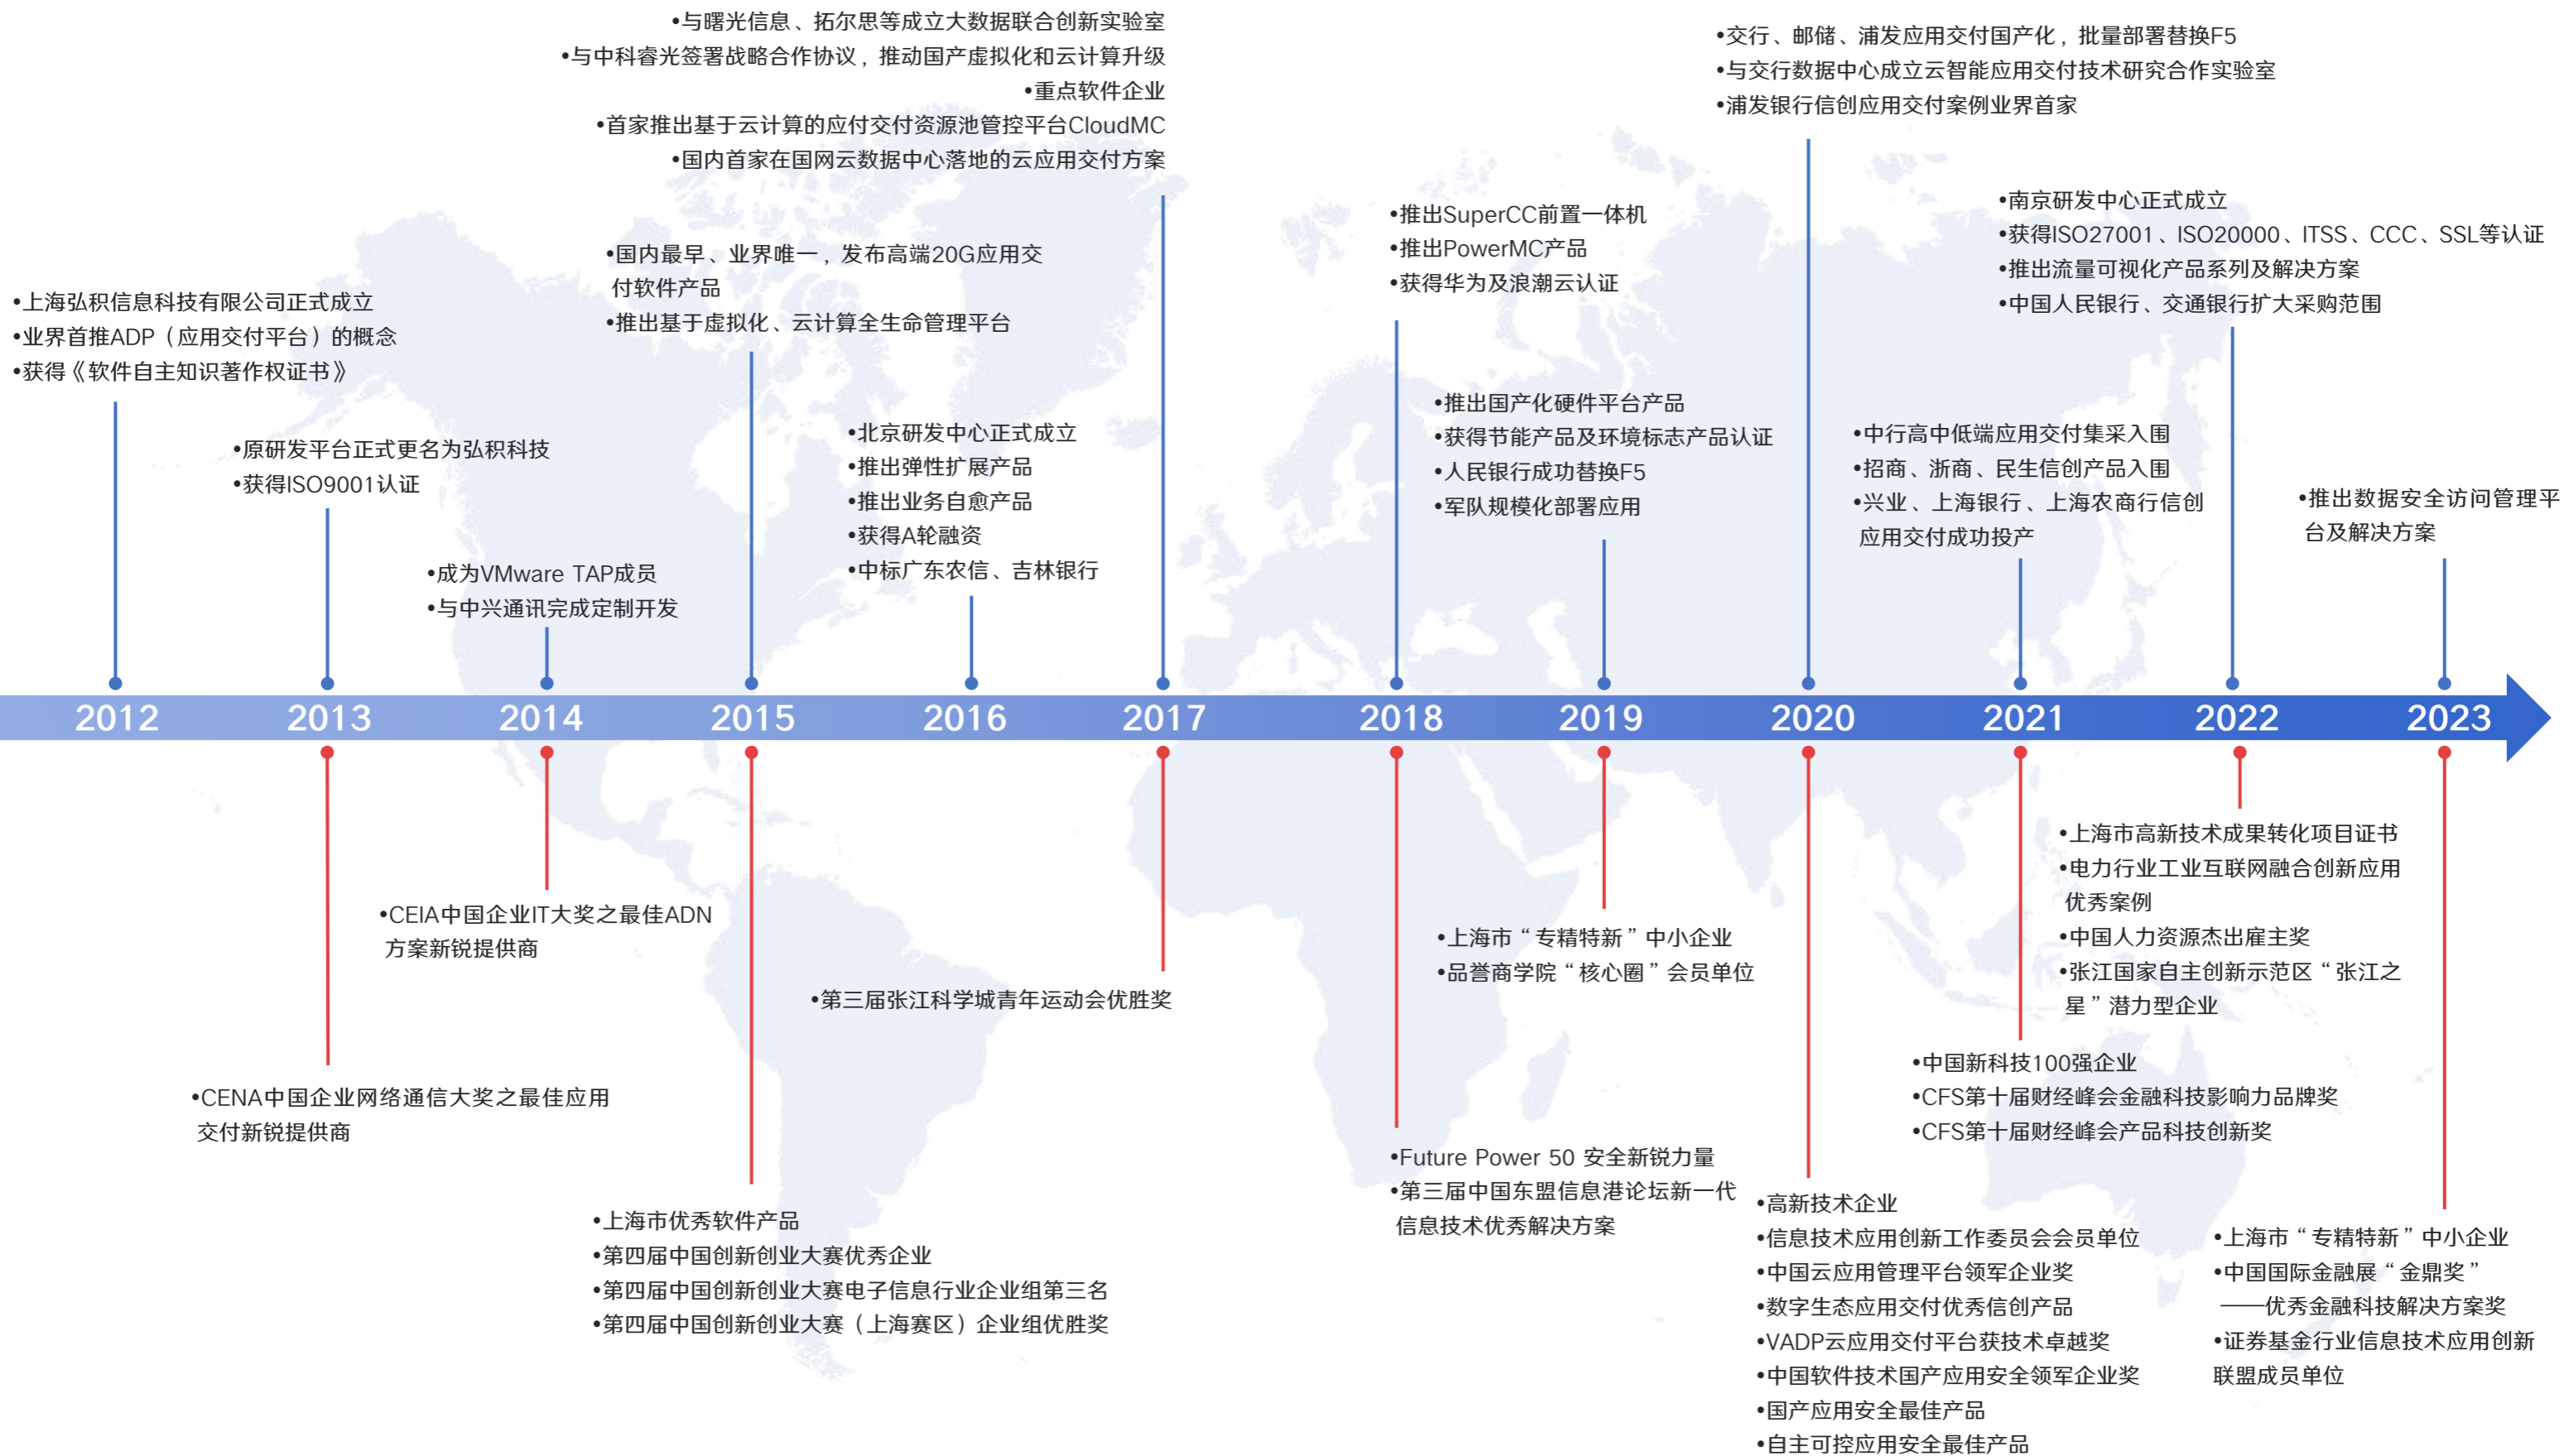 •与曙光信息、拓尔思等成立大数据联合创新实验室
•与中科睿光签署战略合作协议，推动国产虚拟化和云计算升级
•重点软件企业
•首家推出基于云计算的应付交付资源池管控平台CloudMC
•国内首家在国网云数据中心落地的云应用交付方案
•交行、邮储、浦发应用交付国产化，批量部署替换F5
•与交行数据中心成立云智能应用交付技术研究合作实验室
•浦发银行信创应用交付案例业界首家
•上海弘积信息科技有限公司正式成立
•业界首推ADP（应用交付平台）的概念
•获得《软件自主知识著作权证书》
•国内最早、业界唯一，发布高端20G应用交
付软件产品
•推出基于虚拟化、云计算全生命管理平台
•推出SuperCC前置一体机
•推出PowerMC产品
•获得华为及浪潮云认证
•南京研发中心正式成立
•获得ISO27001、ISO20000、ITSS、CCC、SSL等认证
•推出流量可视化产品系列及解决方案
•中国人民银行、交通银行扩大采购范围
•原研发平台正式更名为弘积科技
•获得ISO9001认证
•成为VMware TAP成员
•与中兴通讯完成定制开发
•北京研发中心正式成立
•推出弹性扩展产品
•推出业务自愈产品
•获得A轮融资
•中标广东农信、吉林银行
•推出国产化硬件平台产品
•获得节能产品及环境标志产品认证
•人民银行成功替换F5
•军队规模化部署应用
•中行高中低端应用交付集采入围
•招商、浙商、民生信创产品入围
•兴业、上海银行、上海农商行信创
应用交付成功投产
•推出数据安全访问管理平
台及解决方案
2012 2013 2014 2015 2016 2017 2018 2019 2020 2021 2022 2023
•CENA中国企业网络通信大奖之最佳应用
交付新锐提供商
•CEIA中国企业IT大奖之最佳ADN
方案新锐提供商
•上海市优秀软件产品
•第四届中国创新创业大赛优秀企业
•第四届中国创新创业大赛电子信息行业企业组第三名
•第四届中国创新创业大赛（上海赛区）企业组优胜奖
•第三届张江科学城青年运动会优胜奖
•Future Power 50 安全新锐力量
•第三届中国东盟信息港论坛新一代
信息技术优秀解决方案
•上海市“专精特新”中小企业
•品誉商学院“核心圈”会员单位
•高新技术企业
•信息技术应用创新工作委员会会员单位
•中国云应用管理平台领军企业奖
•数字生态应用交付优秀信创产品
•VADP云应用交付平台获技术卓越奖
•中国软件技术国产应用安全领军企业奖
•国产应用安全最佳产品
•自主可控应用安全最佳产品
•中国新科技100强企业
•CFS第十届财经峰会金融科技影响力品牌奖
•CFS第十届财经峰会产品科技创新奖
•上海市高新技术成果转化项目证书
•电力行业工业互联网融合创新应用
优秀案例
•中国人力资源杰出雇主奖
•张江国家自主创新示范区“张江之
星”潜力型企业
•上海市“专精特新”中小企业
•中国国际金融展“金鼎奖”
——优秀金融科技解决方案奖
•证券基金行业信息技术应用创新
联盟成员单位